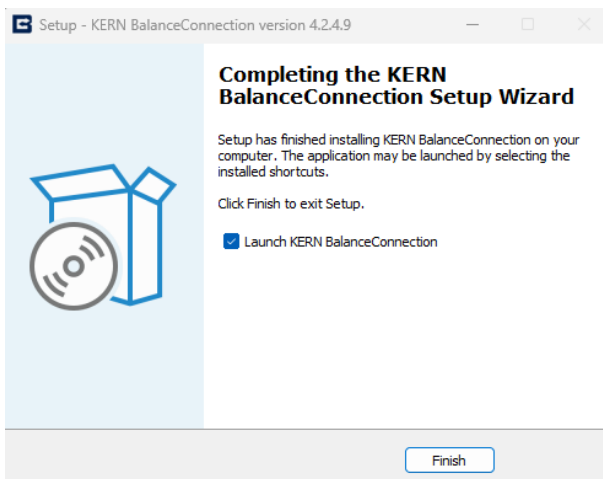 Setup - KERN BalanceConnection version 4.2.4.9
Completing the KERN
BalanceConnection Setup Wizard
Setup has finished installing KERN BalanceConnection on your
computer. The application may be launched by selecting the
installed shortcuts.
Click Finish to exit Setup.
Launch KERN BalanceConnection
Finish